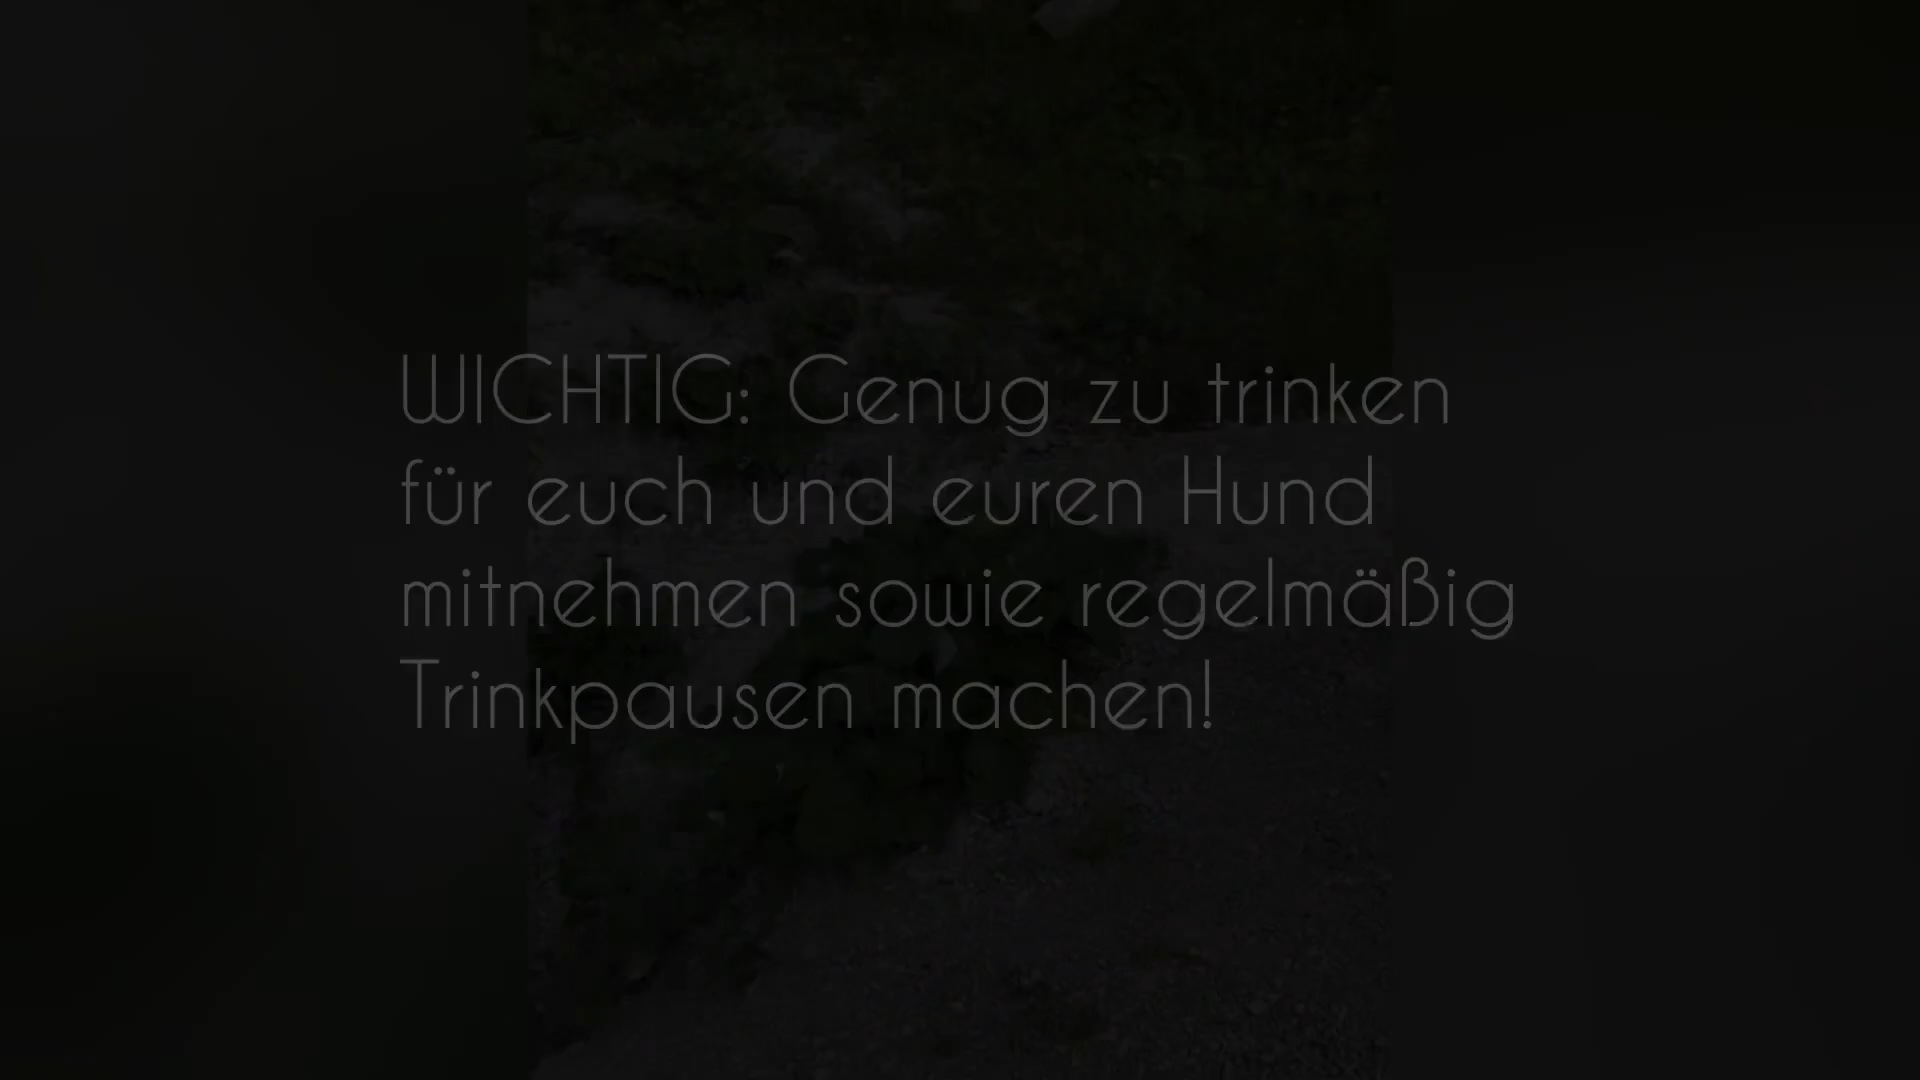 WICHTIG: Genug zu trinken
für euch und euren Hund
mitnehmen sowie regelmäßig
Trinkpausen machen!